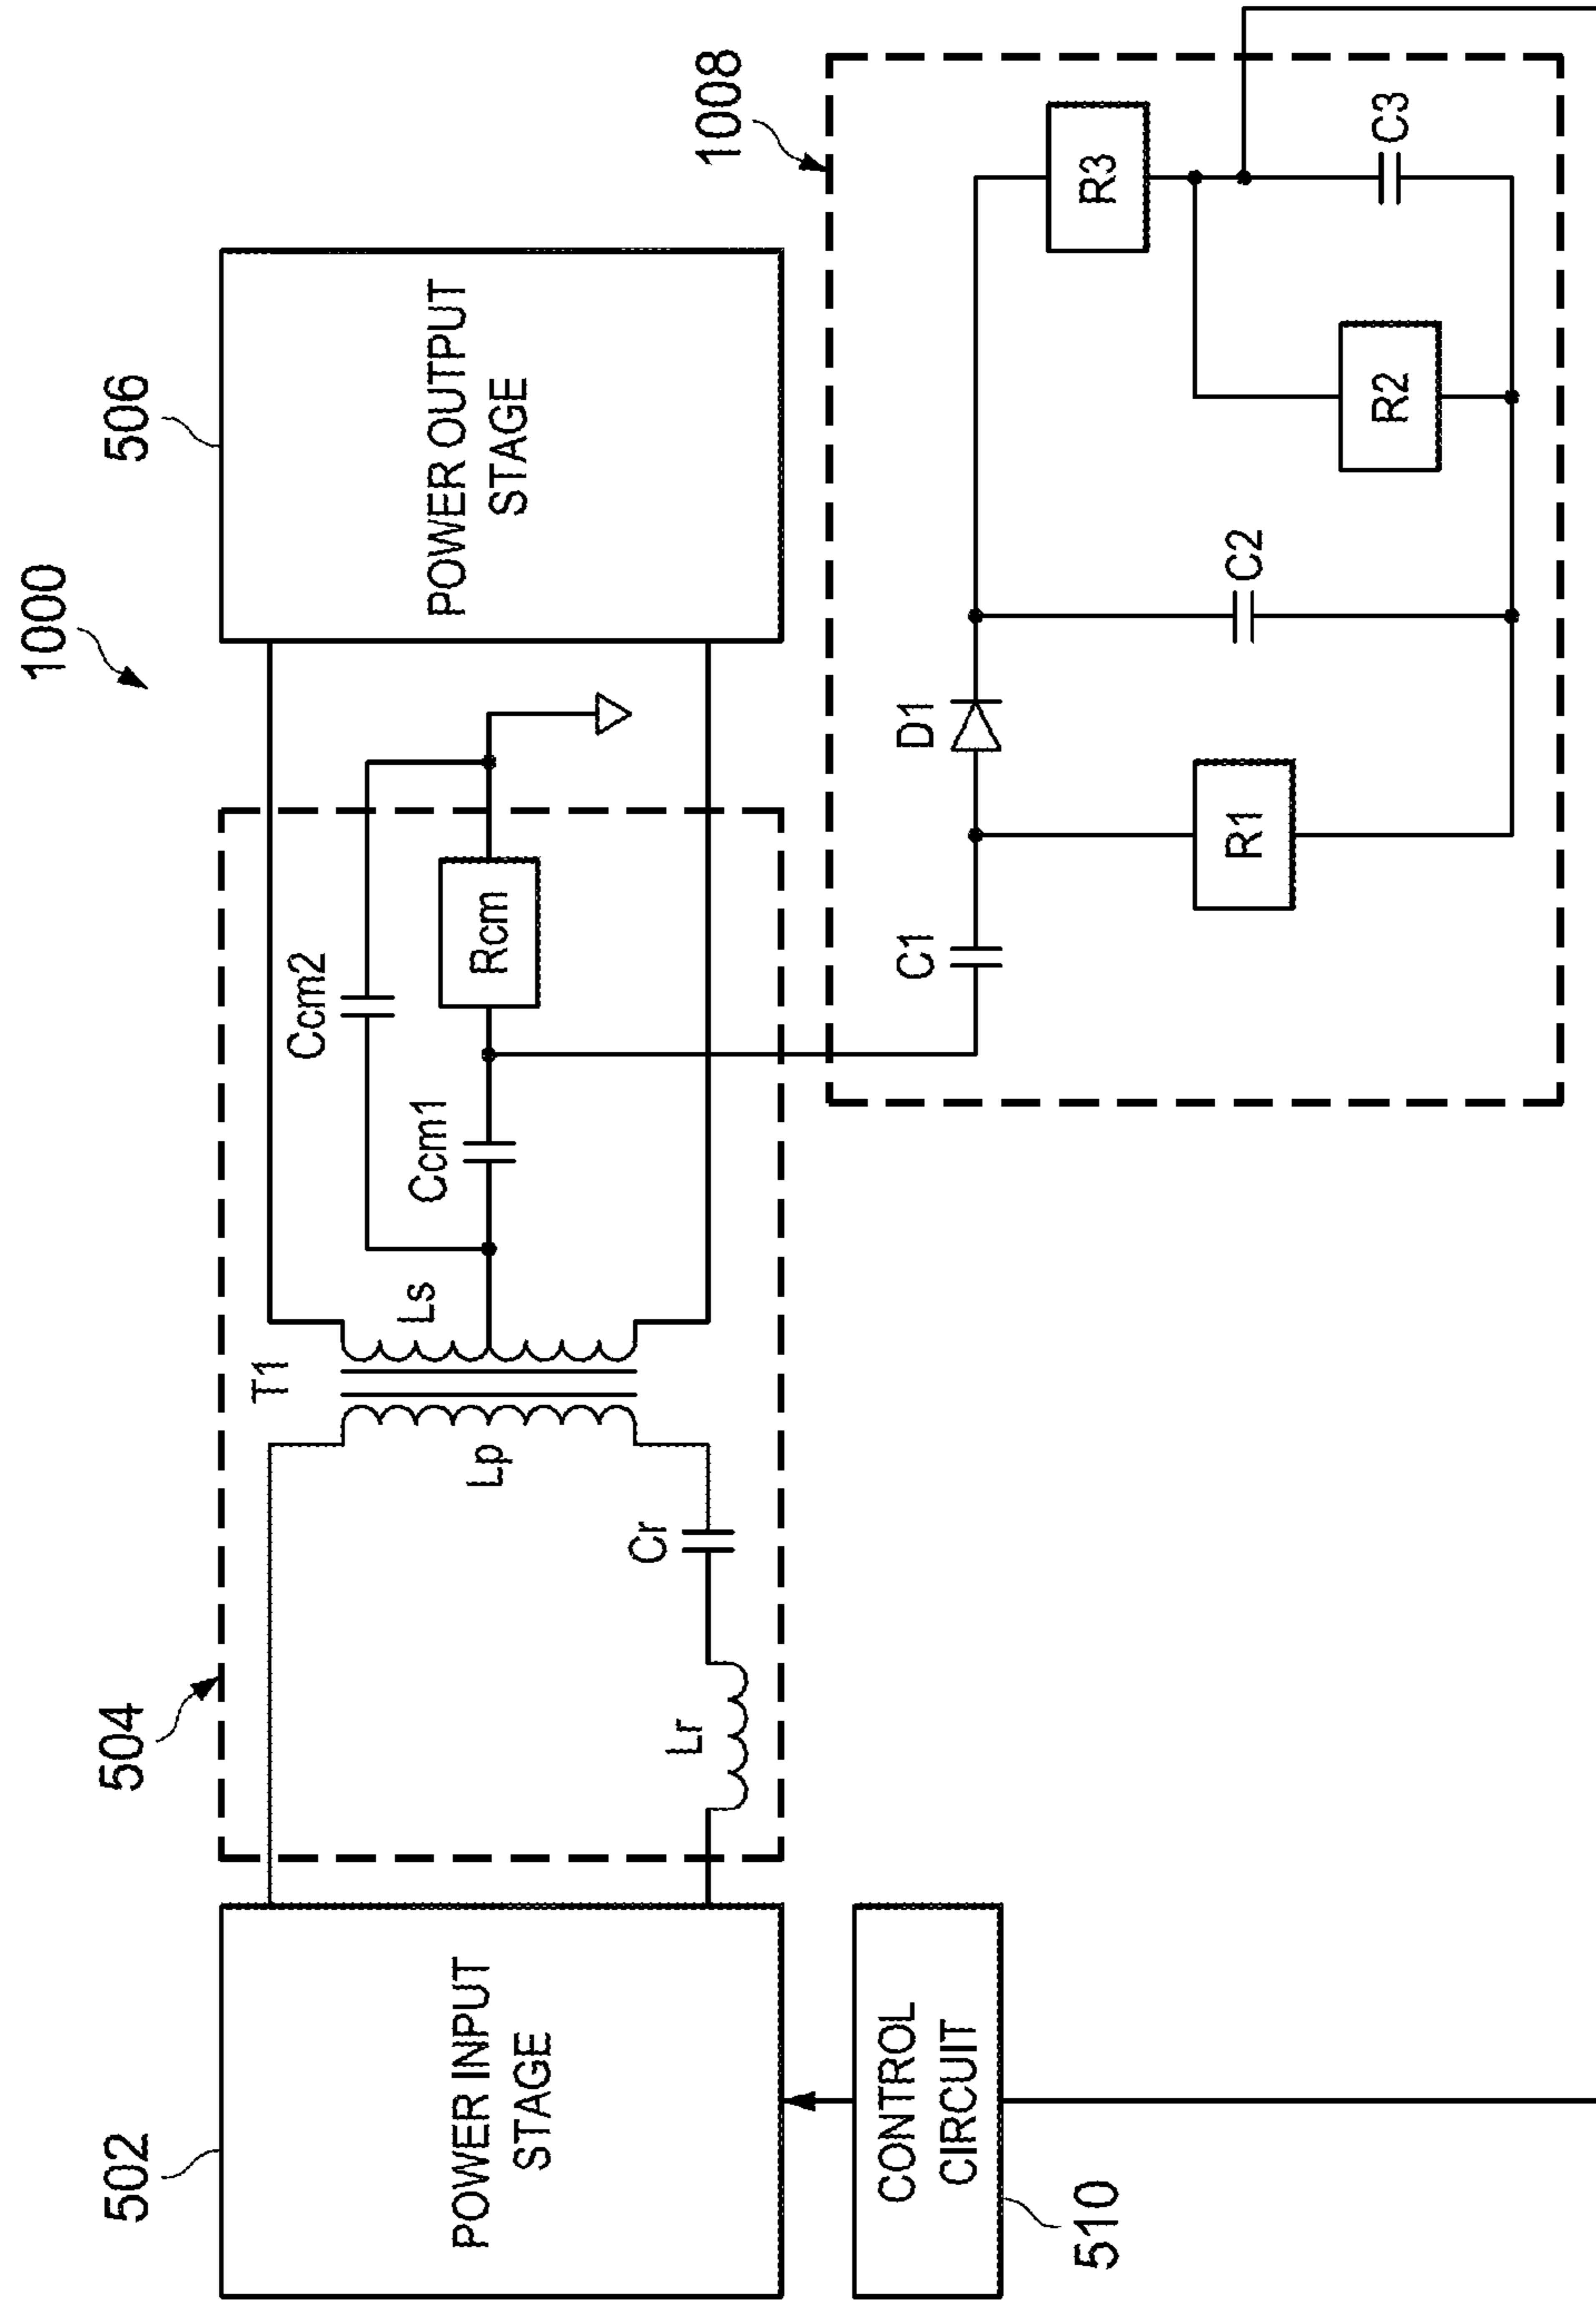 1000
502
504
506
POWER INPUT
STAGE
POWER OUTPUT
STAGE
T1
Lp
Ls
Lr
Cr
Ccm1
Ccm2
Rcm
CONTROL
CIRCUIT
510
1008
C1
D1
R1
C2
R2
R3
C3